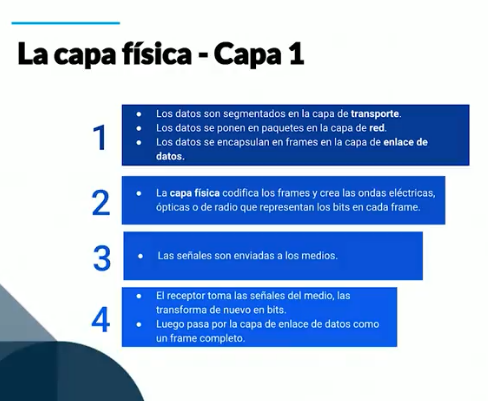 La capa física - Capa 1
1
• Los datos son segmentados en la capa de transporte.
• Los datos se ponen en paquetes en la capa de red.
• Los datos se encapsulan en frames en la capa de enlace de
datos.
2
• La capa física codifica los frames y crea las ondas eléctricas,
ópticas o de radio que representan los bits en cada frame.
3
• Las señales son enviadas a los medios.
4
• El receptor toma las señales del medio, las
transforma de nuevo en bits.
• Luego pasa por la capa de enlace de datos como
un frame completo.